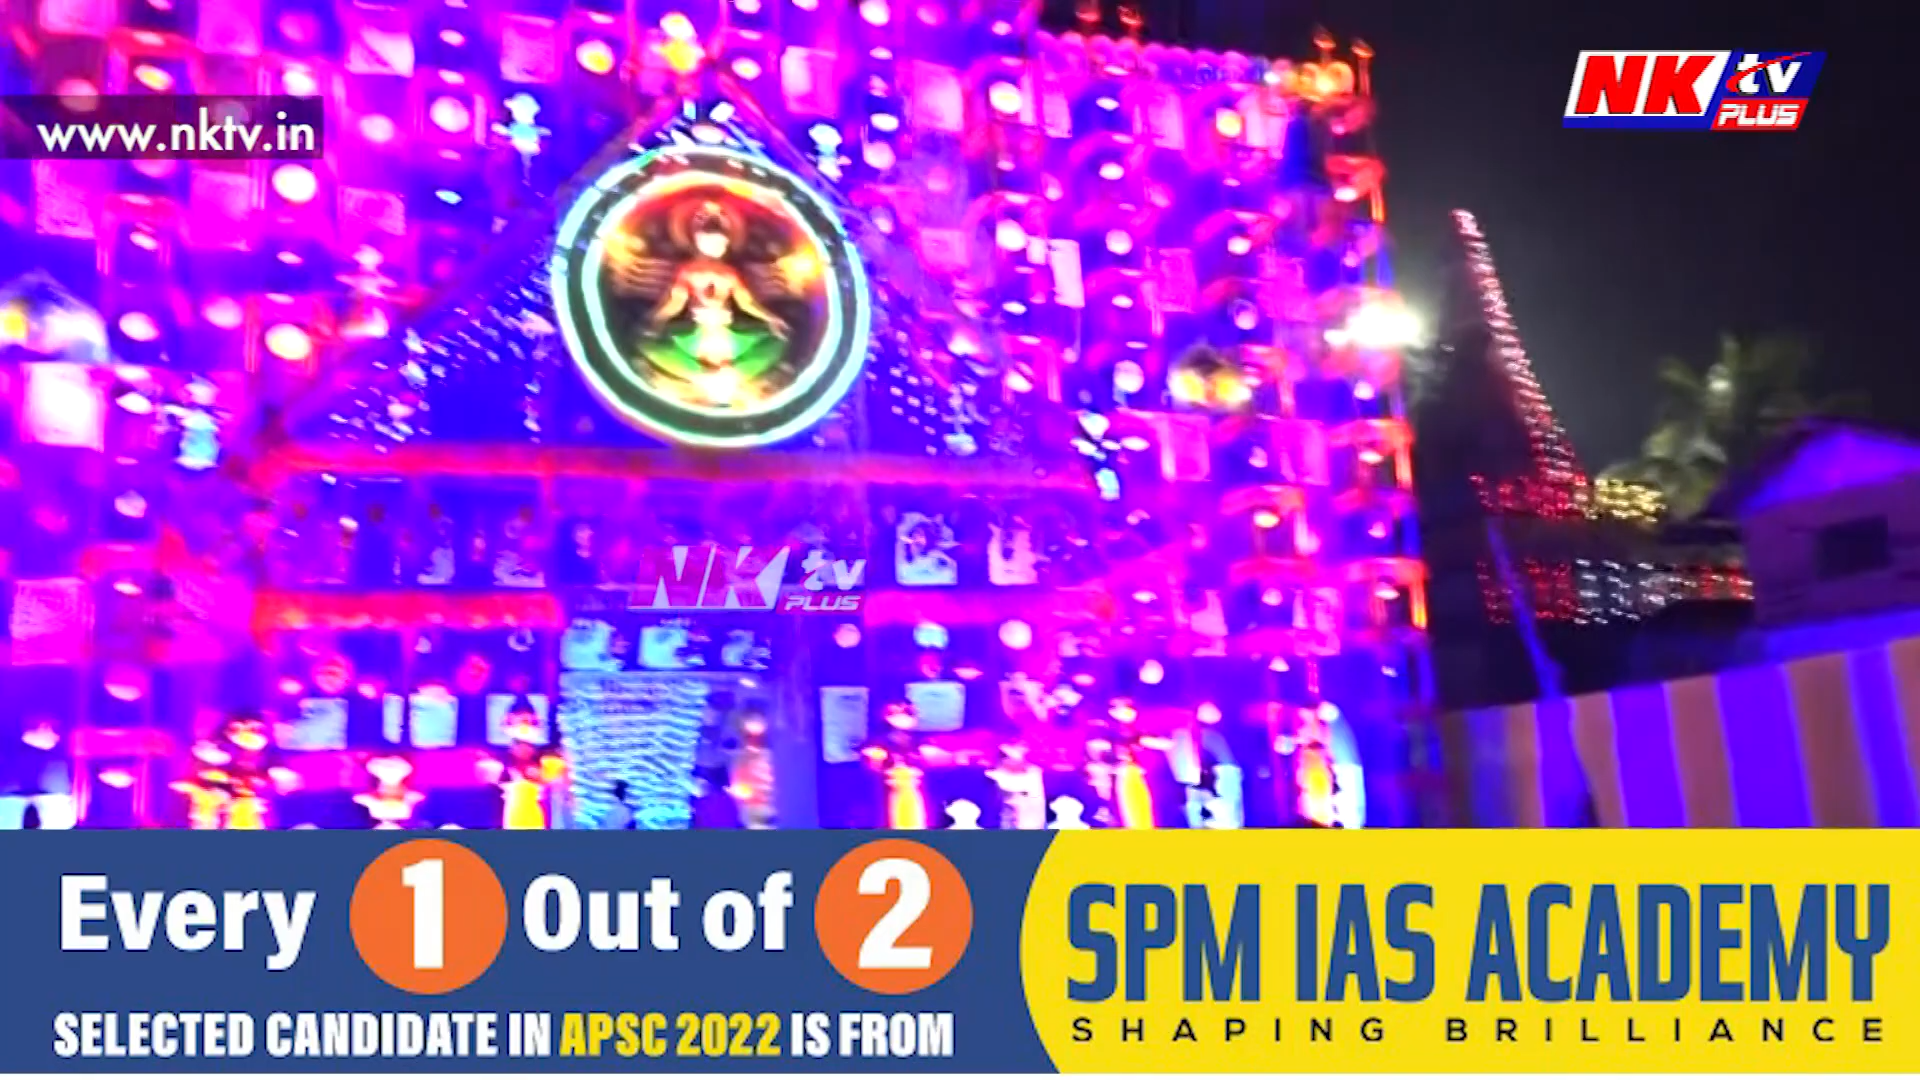 www.nktv.in
NK tv
PLUS
NK tv
PLUS
Every 1 Out of 2
SELECTED CANDIDATE IN APSC 2022 IS FROM
SPM IAS ACADEMY
SHAPING BRILLIANCE